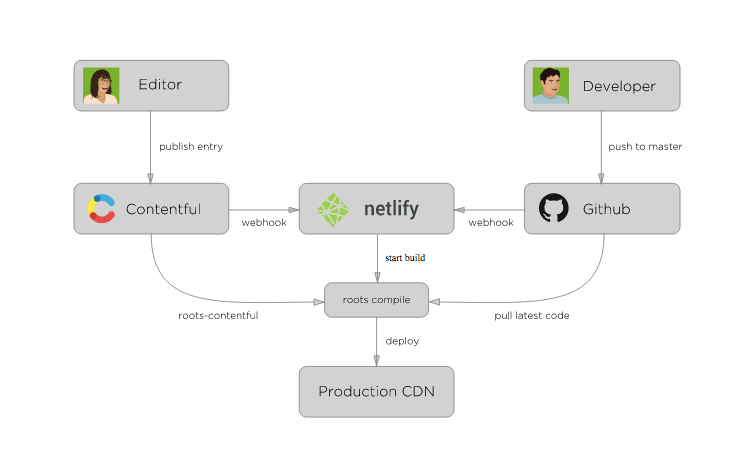 Editor
Developer
publish entry
push to master
Contentful
netlify
Github
webhook
webhook
start build
roots compile
roots-contentful
pull latest code
deploy
Production CDN